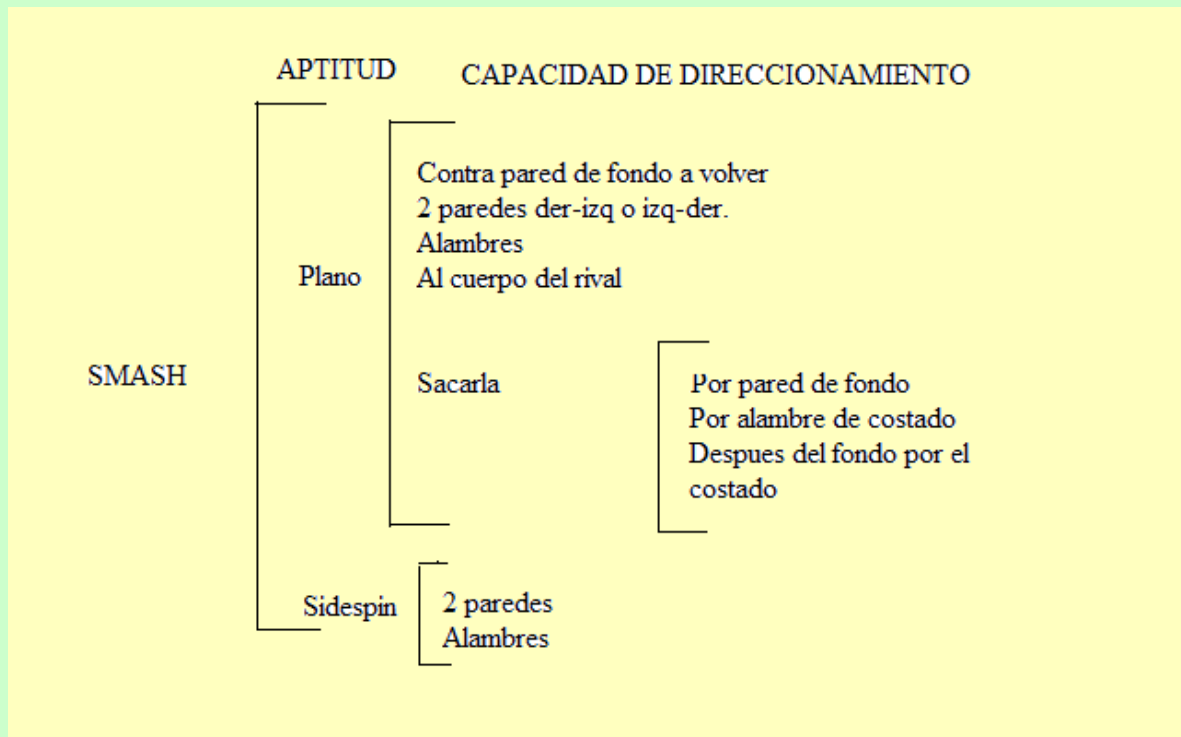 APTITUD CAPACIDAD DE DIRECCIONAMIENTO
Contra pared de fondo a volver
2 paredes der-izq o izq-der.
Alambres
Plano
Al cuerpo del rival
SMASH
Sacarla
Por pared de fondo
Por alambre de costado
Despues del fondo por el
costado
Sidespin
2 paredes
Alambres